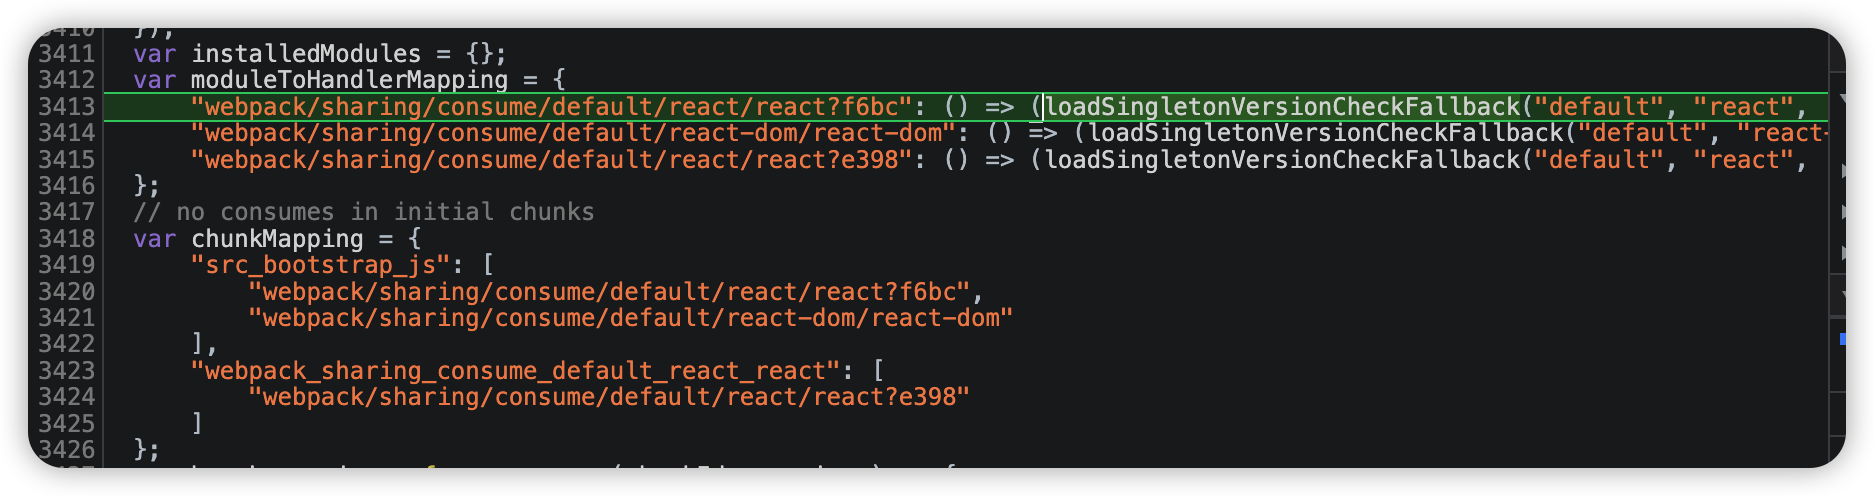 3410 });
3411 var installedModules = {};
3412 var moduleToHandlerMapping = {
3413 "webpack/sharing/consume/default/react/react?f6bc": () => (loadSingletonVersionCheckFallback("default", "react",
3414 "webpack/sharing/consume/default/react-dom/react-dom": () => (loadSingletonVersionCheckFallback("default", "react-
3415 "webpack/sharing/consume/default/react/react?e398": () => (loadSingletonVersionCheckFallback("default", "react",
3416 };
3417 // no consumes in initial chunks
3418 var chunkMapping = {
3419 "src_bootstrap_js": [
3420 "webpack/sharing/consume/default/react/react?f6bc",
3421 "webpack/sharing/consume/default/react-dom/react-dom"
3422 ],
3423 "webpack_sharing_consume_default_react_react": [
3424 "webpack/sharing/consume/default/react/react?e398"
3425 ]
3426 };